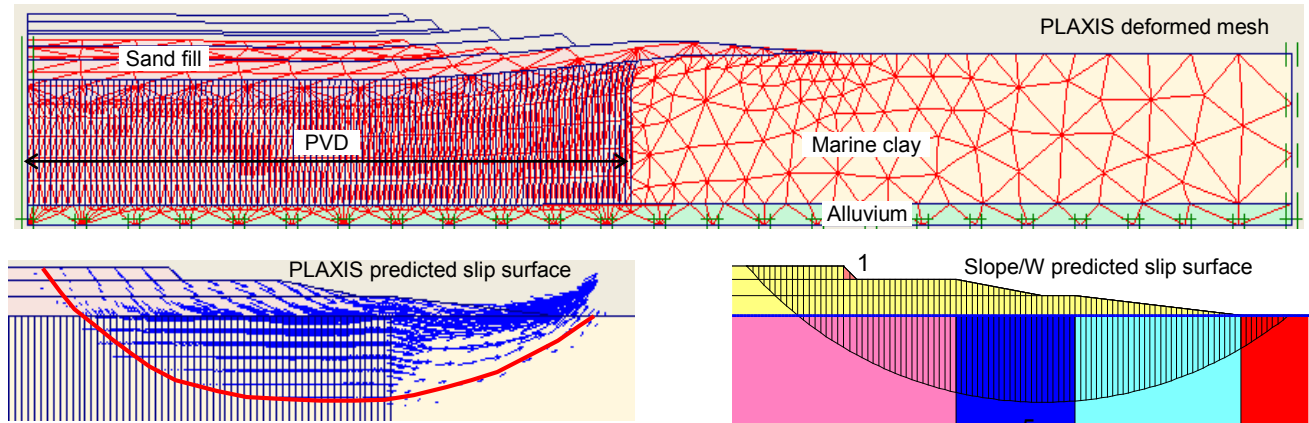 PLAXIS deformed mesh
Sand fill
PVD
Marine clay
Alluvium
PLAXIS predicted slip surface
1
Slope/W predicted slip surface